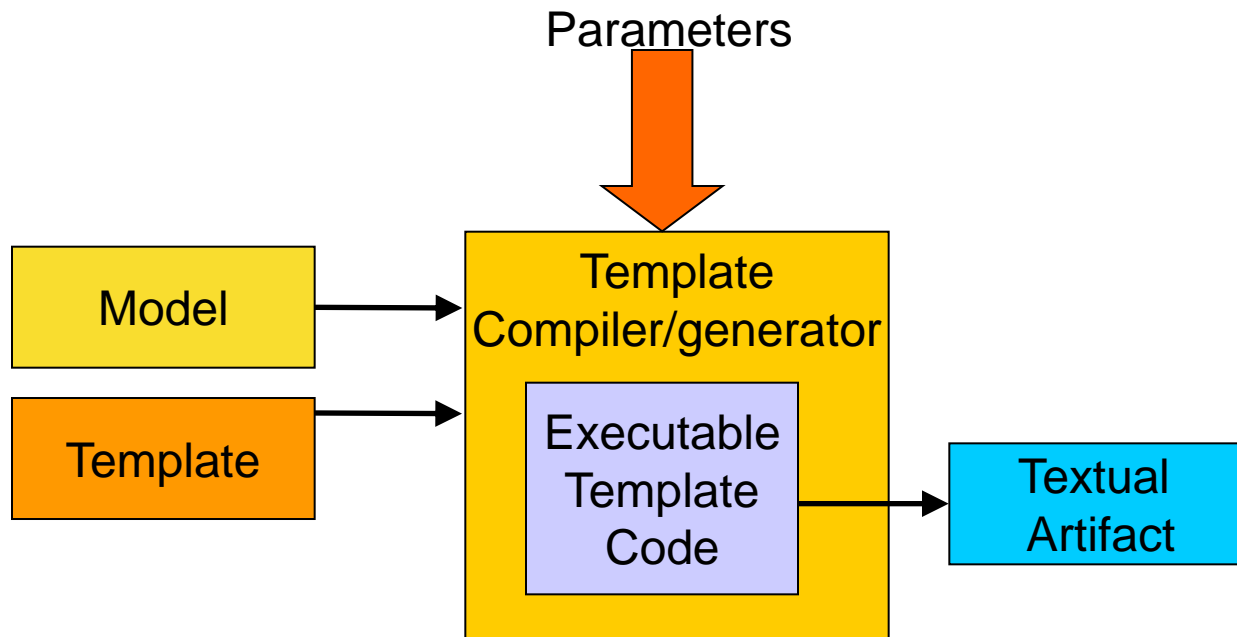 Parameters
Model
Template
Template
Compiler/generator
Executable
Template
Code
Textual
Artifact